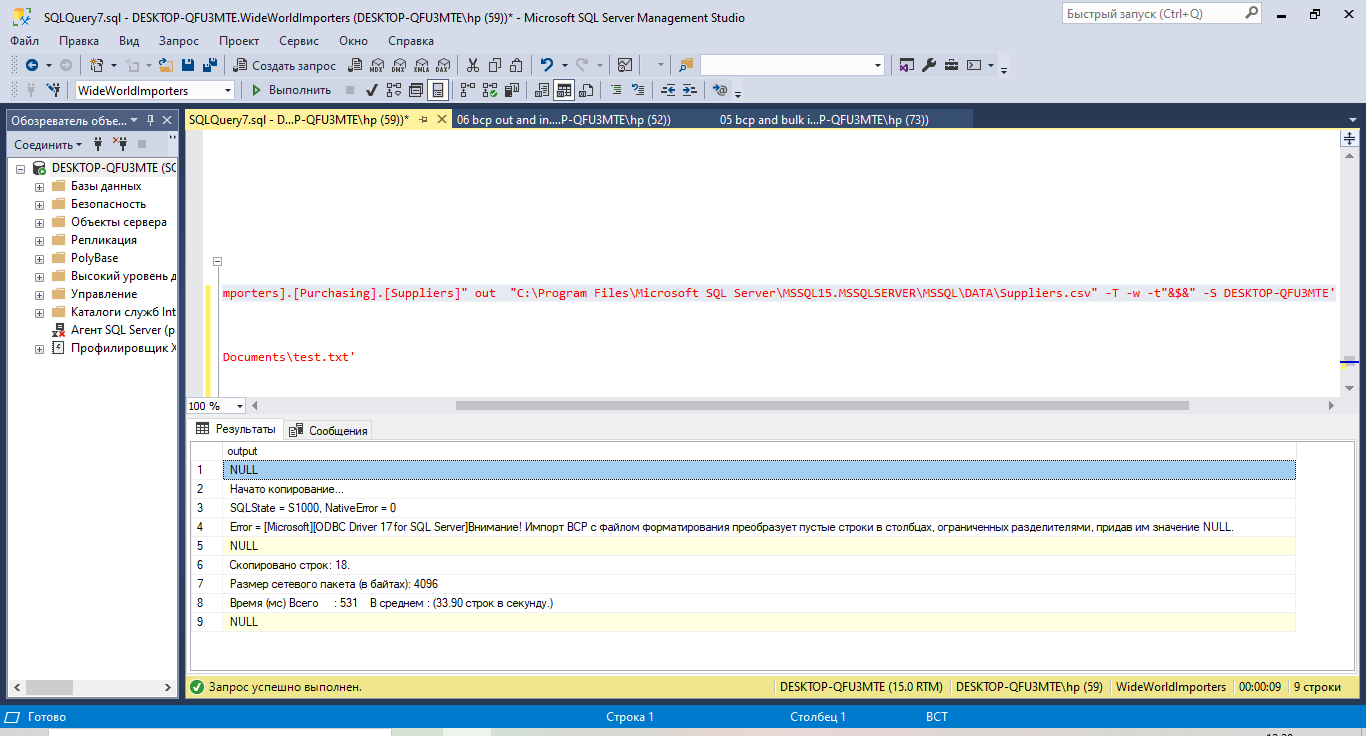 SQLQuery7.sql - DESKTOP-QFU3MTE.WideWorldImporters (DESKTOP-QFU3MTE\hp (59))* - Microsoft SQL Server Management Studio
Быстрый запуск (Ctrl+Q)
Файл Правка Вид Запрос Проект Сервис Окно Справка
Создать запрос MDX DMX XMLA DAX
WideWorldImporters Выполнить
Обозреватель объе...
SQLQuery7.sql - D...P-QFU3MTE\hp (59))* 06 bcp out and in....P-QFU3MTE\hp (52)) 05 bcp and bulk i...P-QFU3MTE\hp (73))
Соединить
DESKTOP-QFU3MTE (SC
Базы данных
Безопасность
Объекты сервера
Репликация
PolyBase
Высокий уровень д
Управление
Каталоги служб Int
Агент SQL Server (р
Профилировщик X
mporters].[Purchasing].[Suppliers]" out  "C:\Program Files\Microsoft SQL Server\MSSQL15.MSSQLSERVER\MSSQL\DATA\Suppliers.csv" -T -w -t"&$&" -S DESKTOP-QFU3MTE'
Documents\test.txt'
100 %
Результаты Сообщения
output
1 NULL
2 Начато копирование...
3 SQLState = S1000, NativeError = 0
4 Error = [Microsoft][ODBC Driver 17 for SQL Server]Внимание! Импорт BCP с файлом форматирования преобразует пустые строки в столбцах, ограниченных разделителями, придав им значение NULL.
5 NULL
6 Скопировано строк: 18.
7 Размер сетевого пакета (в байтах): 4096
8 Время (мс) Всего : 531 В среднем : (33.90 строк в секунду.)
9 NULL
Запрос успешно выполнен.
DESKTOP-QFU3MTE (15.0 RTM) DESKTOP-QFU3MTE\hp (59) WideWorldImporters 00:00:09 9 строки
Готово Строка 1 Столбец 1 ВСТ